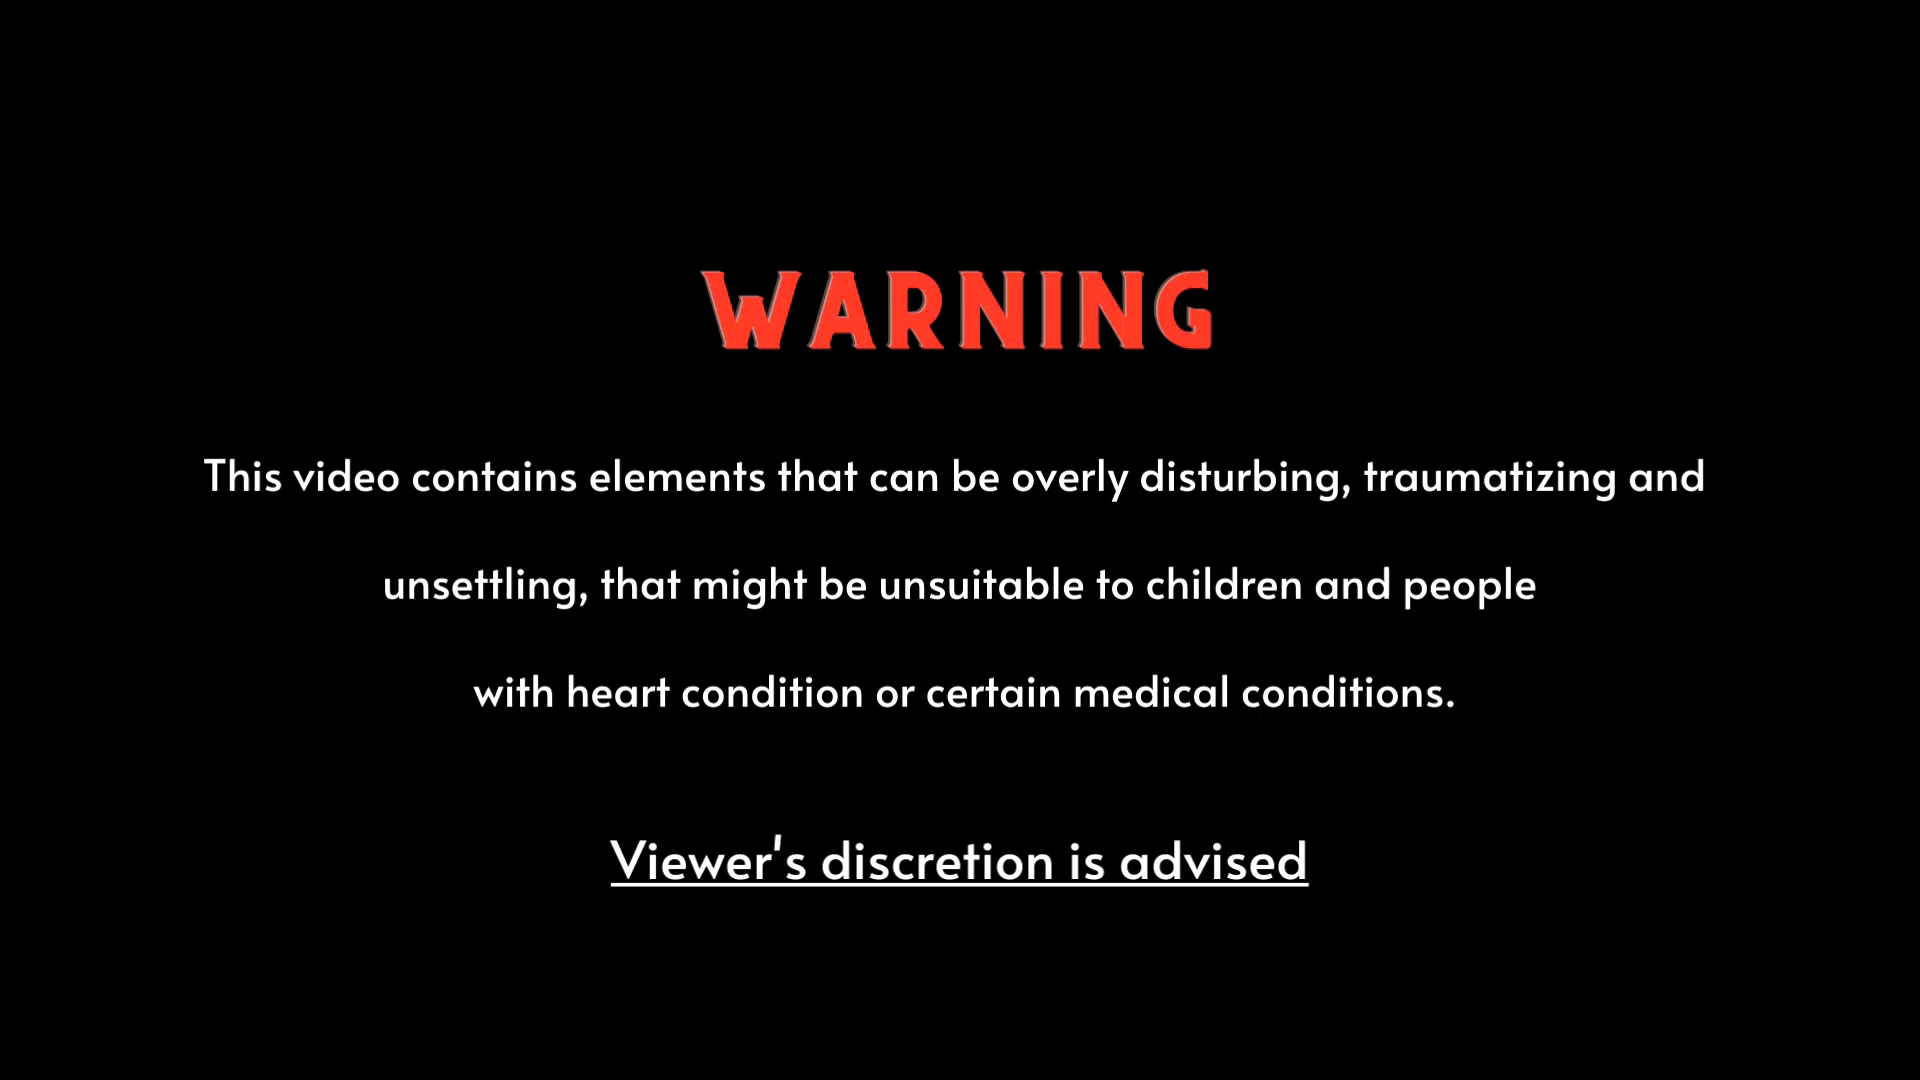 WARNING
This video contains elements that can be overly disturbing, traumatizing and
unsettling, that might be unsuitable to children and people
with heart condition or certain medical conditions.
Viewer's discretion is advised